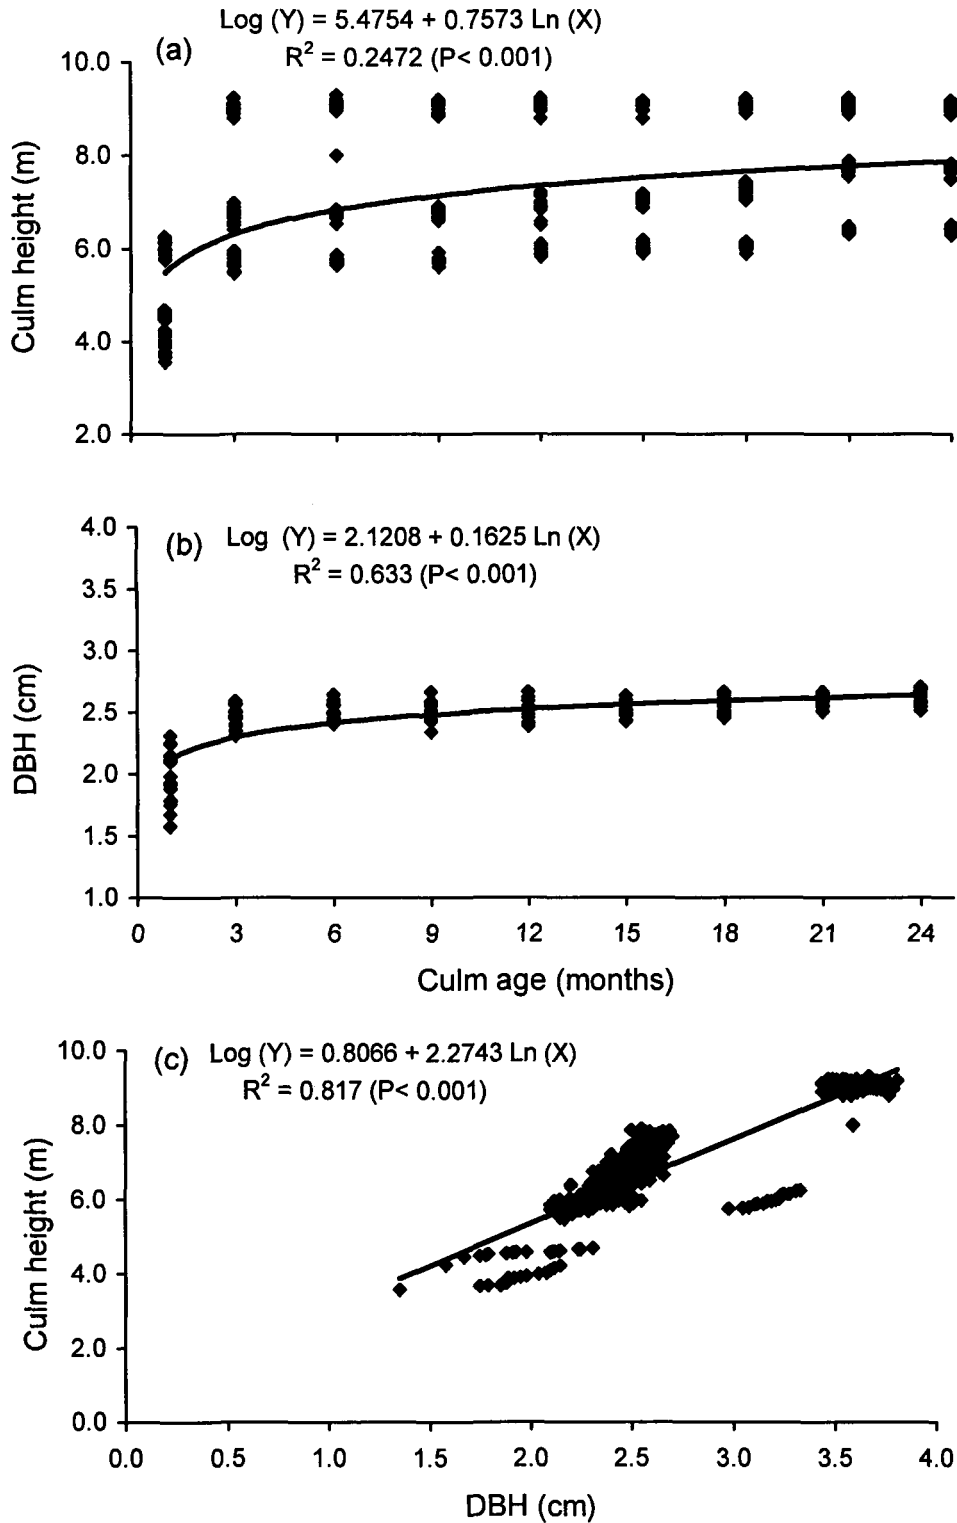 Log (Y) = 5.4754 + 0.7573 Ln (X)
(a)
R² = 0.2472 (P< 0.001)
10.0
8.0
6.0
4.0
2.0
Culm height (m)
(b)
Log (Y) = 2.1208 + 0.1625 Ln (X)
R² = 0.633 (P< 0.001)
4.0
3.5
3.0
2.5
2.0
1.5
1.0
DBH (cm)
0 3 6 9 12 15 18 21 24
Culm age (months)
(c)
Log (Y) = 0.8066 + 2.2743 Ln (X)
R² = 0.817 (P< 0.001)
10.0
8.0
6.0
4.0
2.0
0.0
Culm height (m)
0.0 0.5 1.0 1.5 2.0 2.5 3.0 3.5 4.0
DBH (cm)